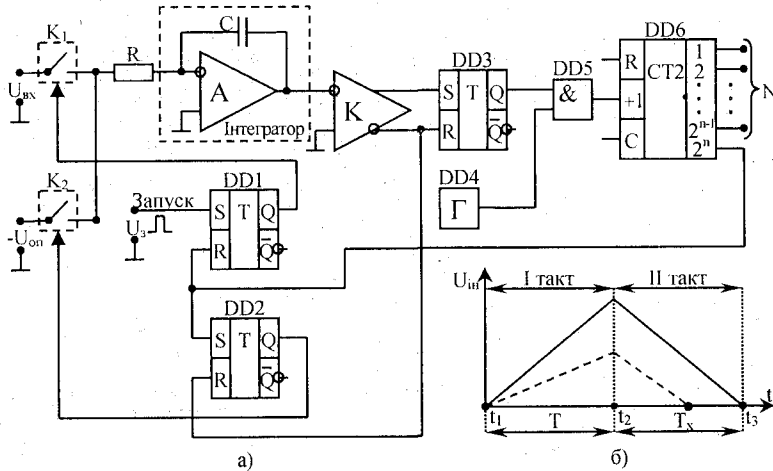 K₁
Uвх
R
C
A
Інтегратор
K
DD3
S T Q
R Q̅
DD5
&
DD4
Г
DD6
R
+1
C
CT2
1
2
2ⁿ⁻¹
2ⁿ
N
K₂
-Uоп
Запуск
Uз
DD1
S T Q
R Q̅
DD2
S T Q
R Q̅
Uін
I такт
II такт
t₁
T
t₂
Tх
t₃
t
а)
б)